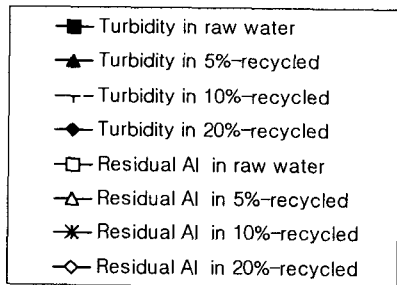 Turbidity in raw water
Turbidity in 5%-recycled
Turbidity in 10%-recycled
Turbidity in 20%-recycled
Residual Al in raw water
Residual Al in 5%-recycled
Residual Al in 10%-recycled
Residual Al in 20%-recycled